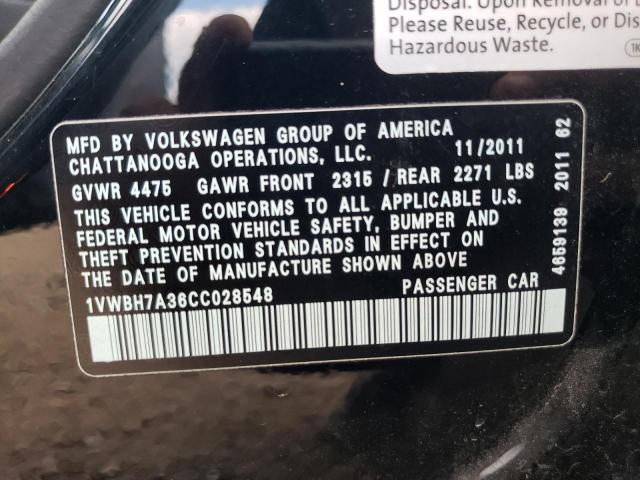 Disposal. Upon Removal of
Please Reuse, Recycle, or Dis
Hazardous Waste.
1K
MFD BY VOLKSWAGEN GROUP OF AMERICA
CHATTANOOGA OPERATIONS, LLC. 11/2011
GVWR 4475 GAWR FRONT 2315 / REAR 2271 LBS
THIS VEHICLE CONFORMS TO ALL APPLICABLE U.S.
FEDERAL MOTOR VEHICLE SAFETY, BUMPER AND
THEFT PREVENTION STANDARDS IN EFFECT ON
THE DATE OF MANUFACTURE SHOWN ABOVE
1VWBH7A36CC028548 PASSENGER CAR
4659139 2011 62